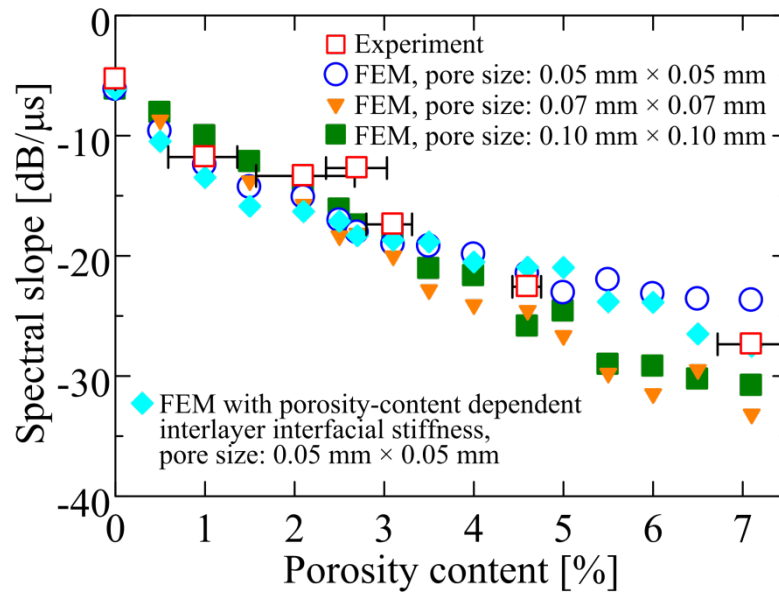 0
-10
-20
-30
-40
Spectral slope [dB/μs]
Experiment
FEM, pore size: 0.05 mm × 0.05 mm
FEM, pore size: 0.07 mm × 0.07 mm
FEM, pore size: 0.10 mm × 0.10 mm
FEM with porosity-content dependent
interlayer interfacial stiffness,
pore size: 0.05 mm × 0.05 mm
0 1 2 3 4 5 6 7
Porosity content [%]